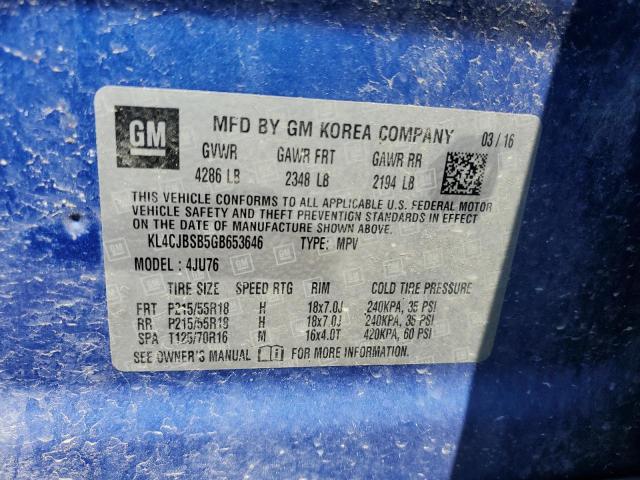 GM MFD BY GM KOREA COMPANY 03/16
GVWR GAWR FRT GAWR RR
4286 LB 2348 LB 2194 LB
THIS VEHICLE CONFORMS TO ALL APPLICABLE U.S. FEDERAL MOTOR
VEHICLE SAFETY AND THEFT PREVENTION STANDARDS IN EFFECT
ON THE DATE OF MANUFACTURE SHOWN ABOVE.
KL4CJBSB5GB653646 TYPE: MPV
MODEL: 4JU76
TIRE SIZE SPEED RTG RIM COLD TIRE PRESSURE
FRT P215/55R18 H 18x7.0J 240KPA, 35 PSI
RR P215/55R18 H 18x7.0J 240KPA, 35 PSI
SPA T125/70R16 M 16x4.0T 420KPA, 60 PSI
SEE OWNER'S MANUAL FOR MORE INFORMATION.